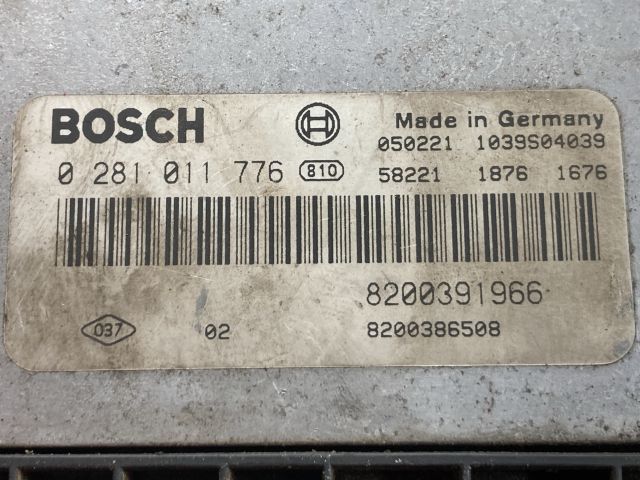 BOSCH
Made in Germany
050221 1039S04039
0 281 011 776 810
58221 1876 1676
8200391966
037 02
8200386508